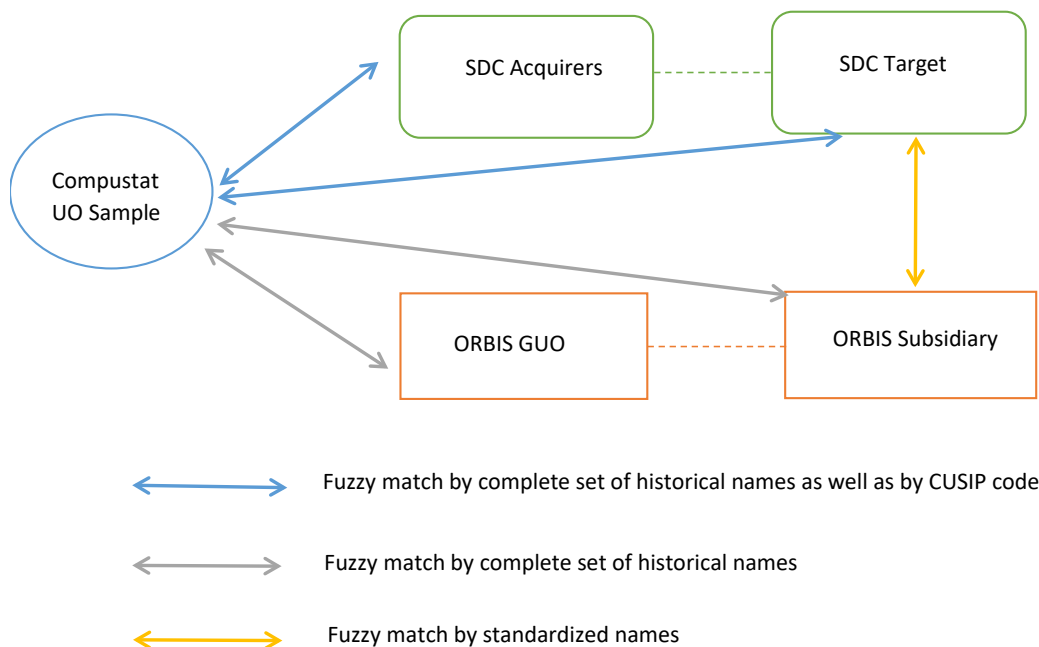 SDC Acquirers
SDC Target
Compustat
UO Sample
ORBIS GUO
ORBIS Subsidiary
Fuzzy match by complete set of historical names as well as by CUSIP code
Fuzzy match by complete set of historical names
Fuzzy match by standardized names